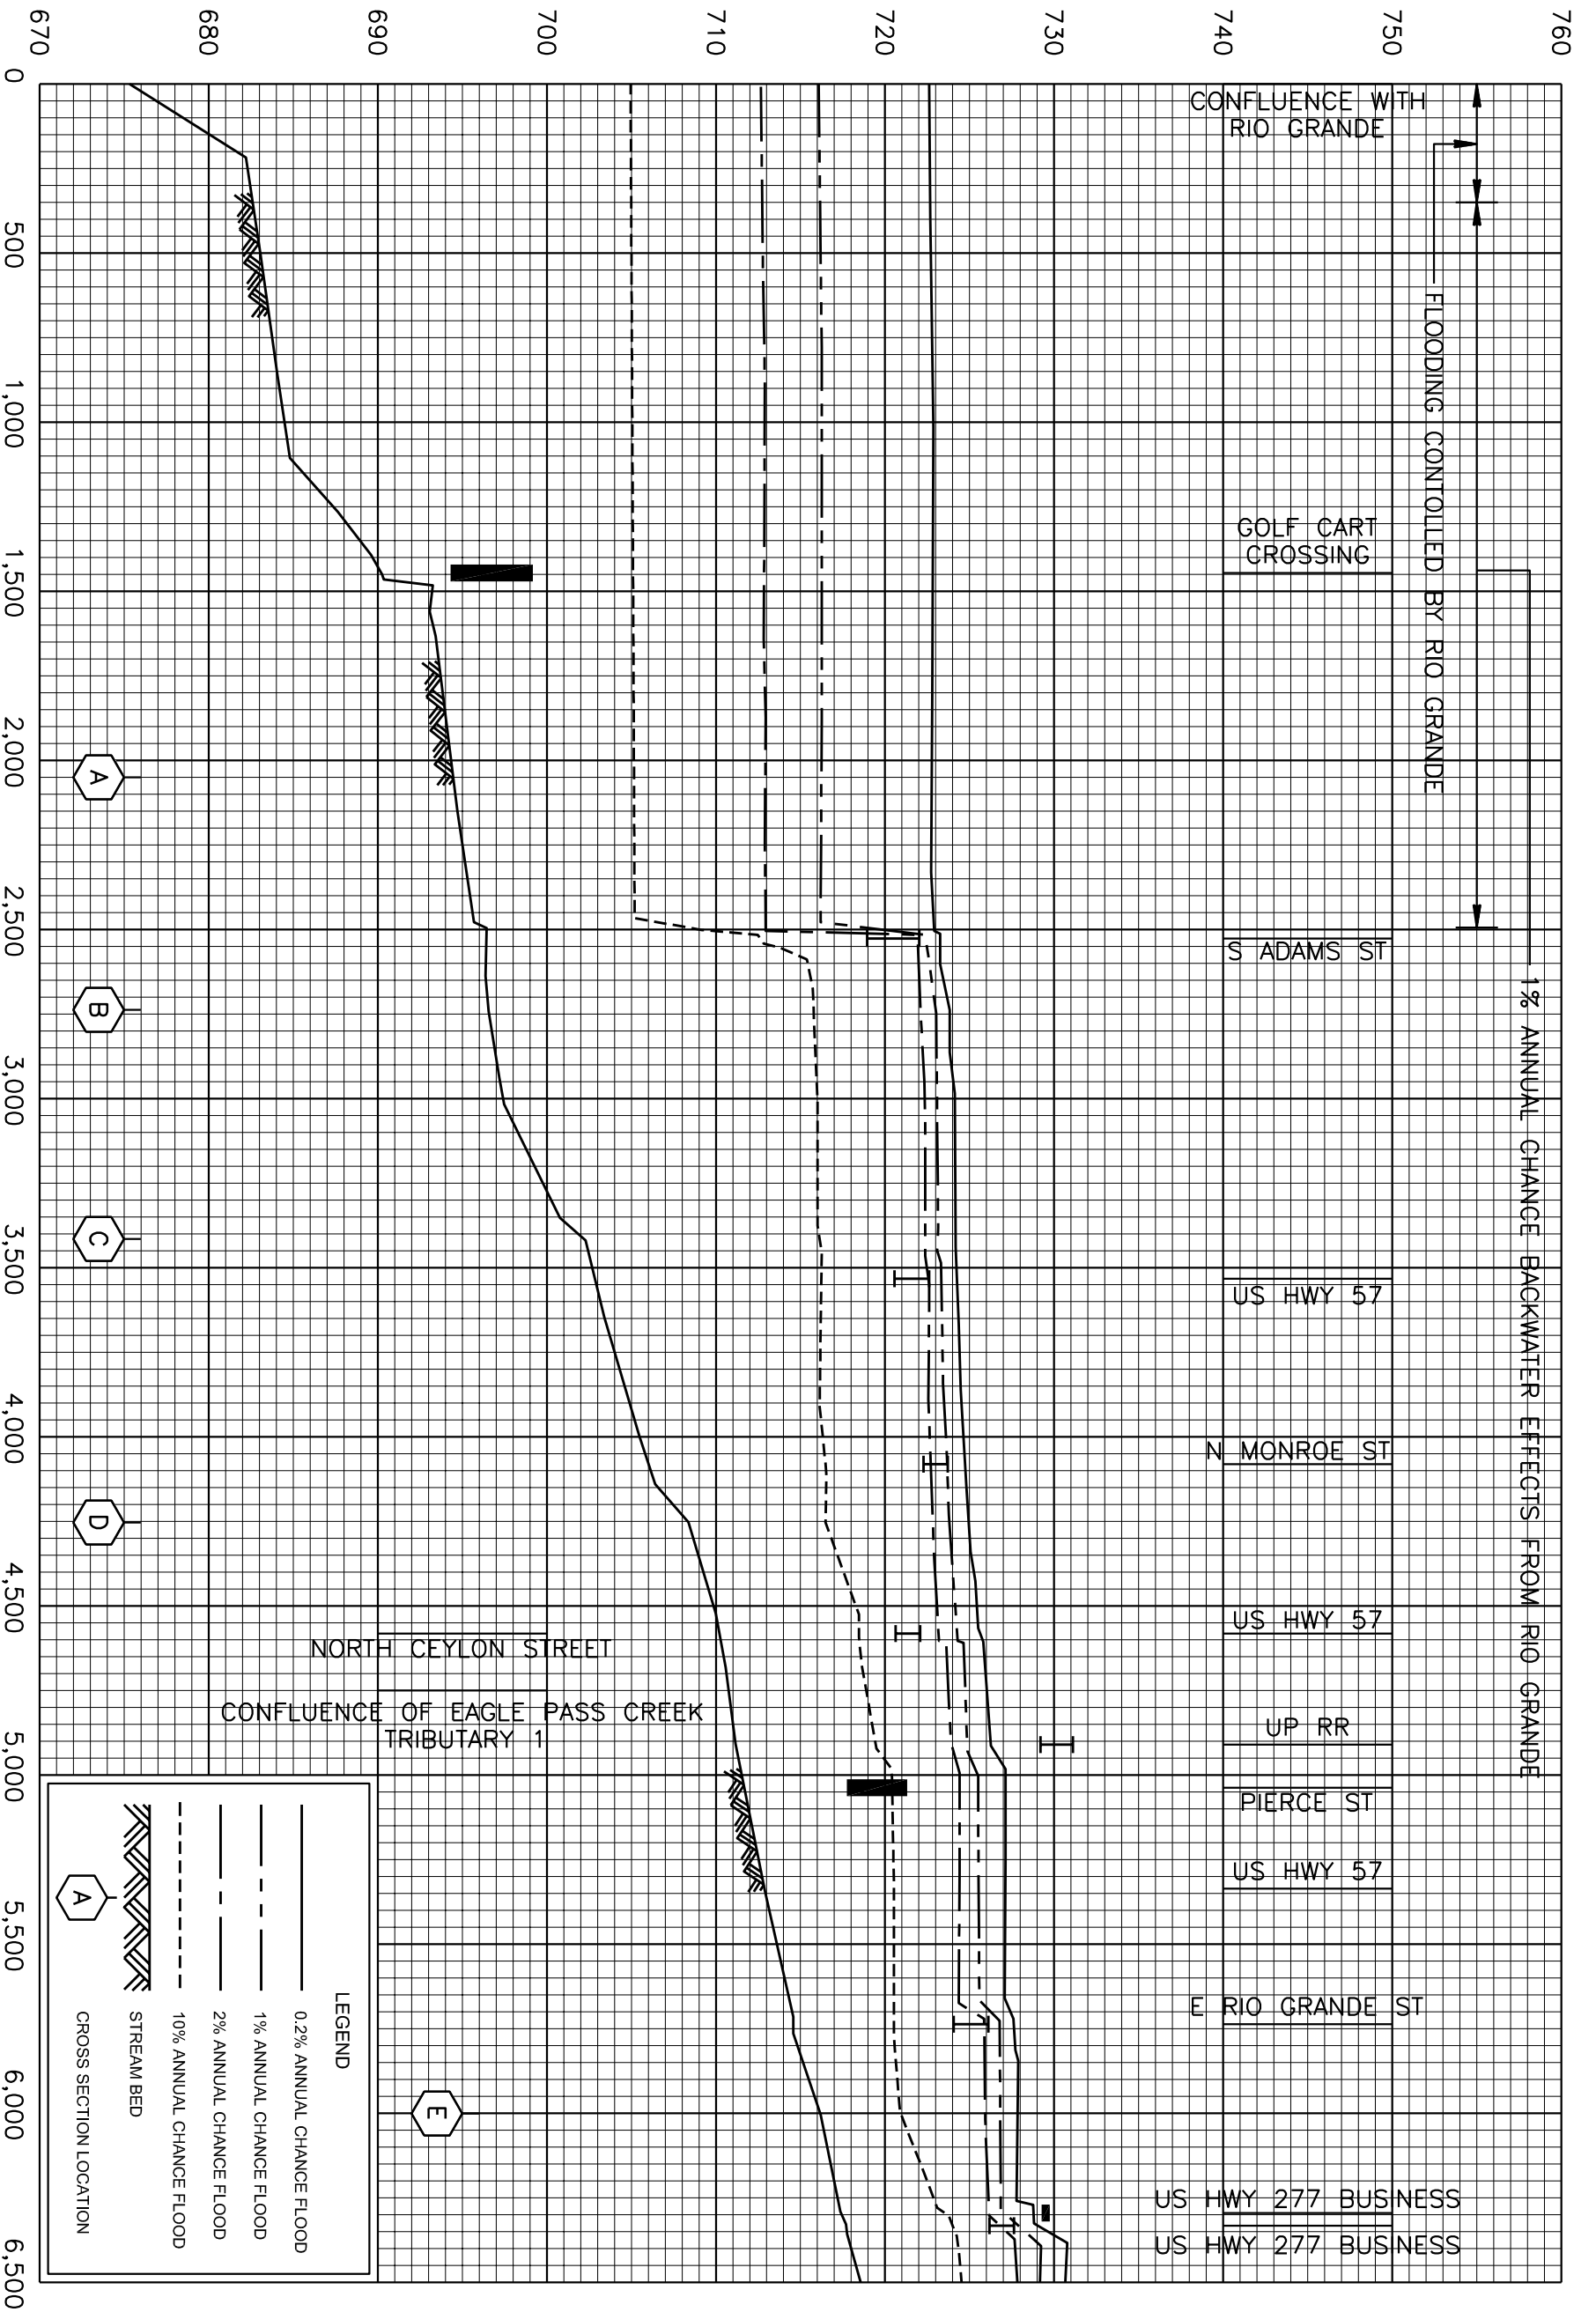 760
750
740
730
720
710
700
690
680
670
0
500
1,000
1,500
2,000
2,500
3,000
3,500
4,000
4,500
5,000
5,500
6,000
6,500
1% ANNUAL CHANCE BACKWATER EFFECTS FROM RIO GRANDE
FLOODING CONTOLLED BY RIO GRANDE
CONFLUENCE WITH
RIO GRANDE
GOLF CART
CROSSING
S ADAMS ST
US HWY 57
N MONROE ST
US HWY 57
UP RR
PIERCE ST
US HWY 57
E RIO GRANDE ST
US HWY 277 BUSINESS
US HWY 277 BUSINESS
NORTH CEYLON STREET
CONFLUENCE OF EAGLE PASS CREEK
TRIBUTARY 1
A
B
C
D
E
LEGEND
0.2% ANNUAL CHANCE FLOOD
1% ANNUAL CHANCE FLOOD
2% ANNUAL CHANCE FLOOD
10% ANNUAL CHANCE FLOOD
STREAM BED
A
CROSS SECTION LOCATION